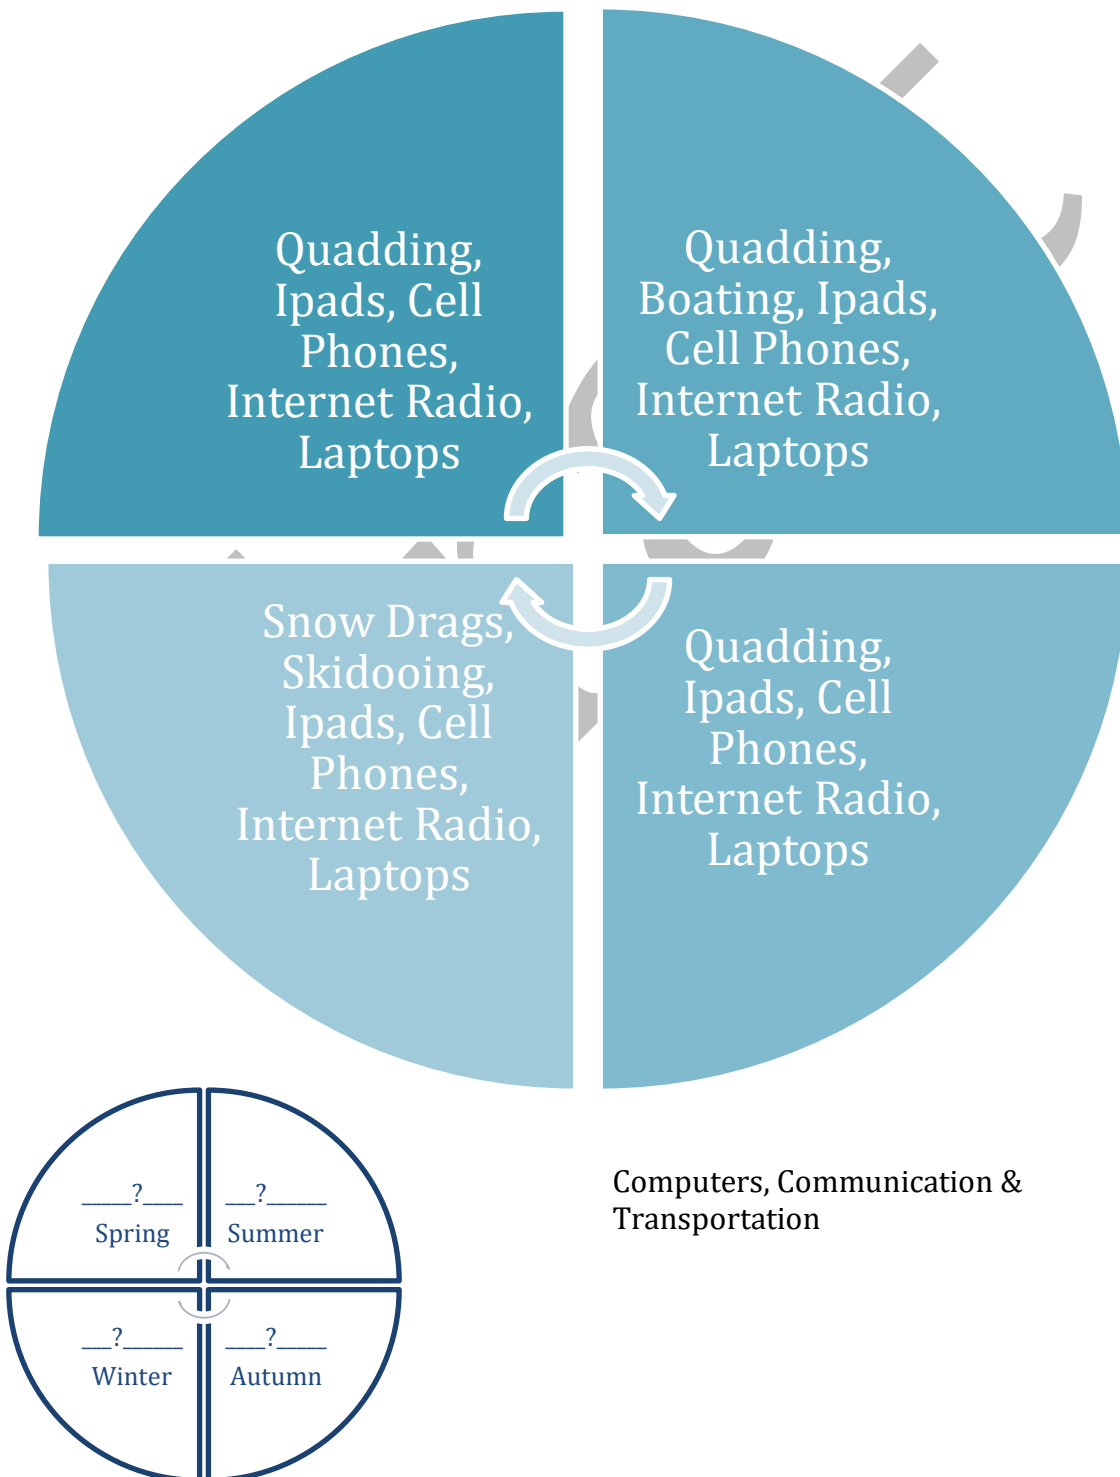 Quadding,
Ipads, Cell
Phones,
Internet Radio,
Laptops
Quadding,
Boating, Ipads,
Cell Phones,
Internet Radio,
Laptops
Snow Drags,
Skidooing,
Ipads, Cell
Phones,
Internet Radio,
Laptops
Quadding,
Ipads, Cell
Phones,
Internet Radio,
Laptops
_____?____
Spring
___?______
Summer
___?______
Winter
____?_____
Autumn
Computers, Communication &
Transportation